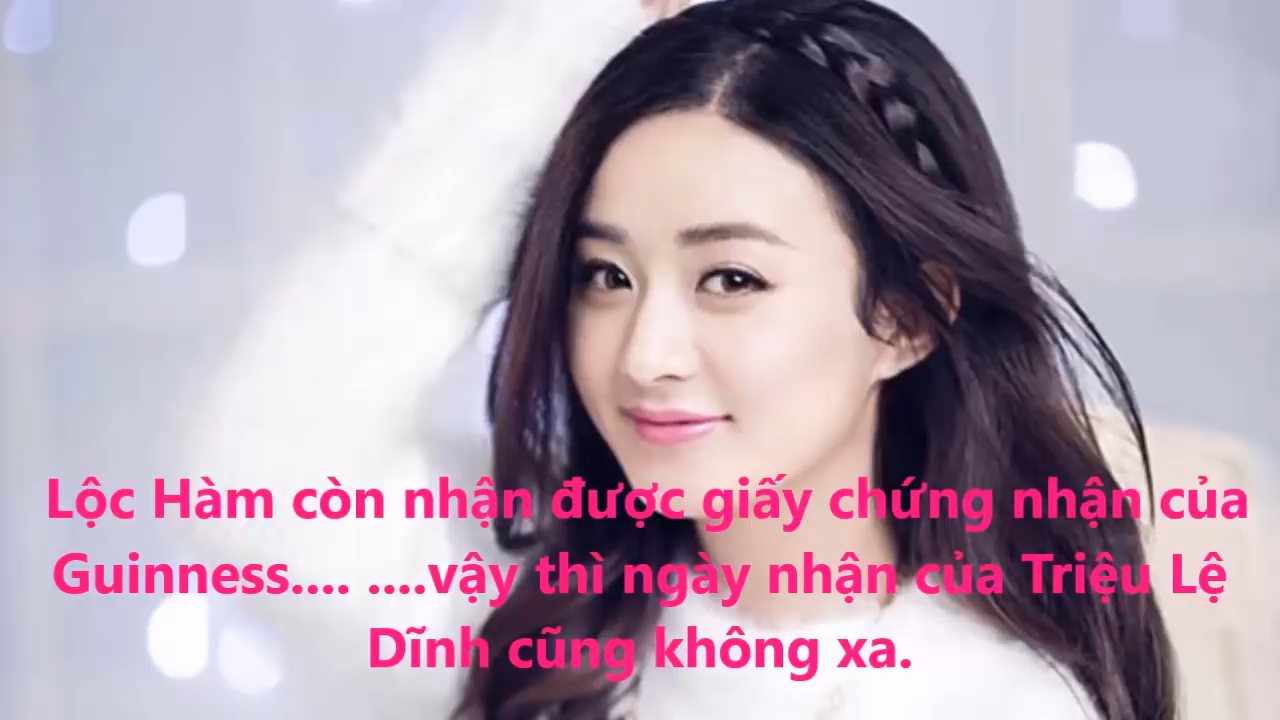 Lộc Hàm còn nhận được giấy chứng nhận của
Guinness.... ....vậy thì ngày nhận của Triệu Lệ
Dĩnh cũng không xa.